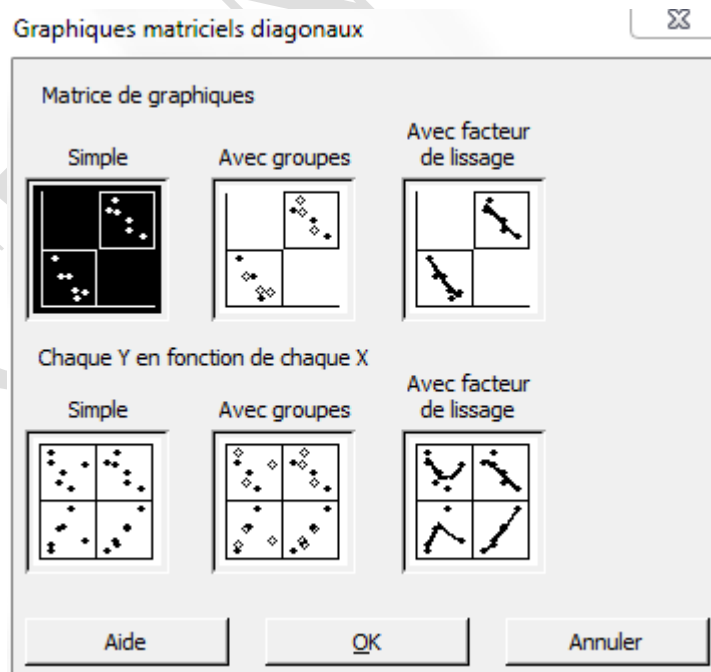 Graphiques matriciels diagonaux
Matrice de graphiques
Simple
Avec groupes
Avec facteur
de lissage
Chaque Y en fonction de chaque X
Simple
Avec groupes
Avec facteur
de lissage
Aide
OK
Annuler